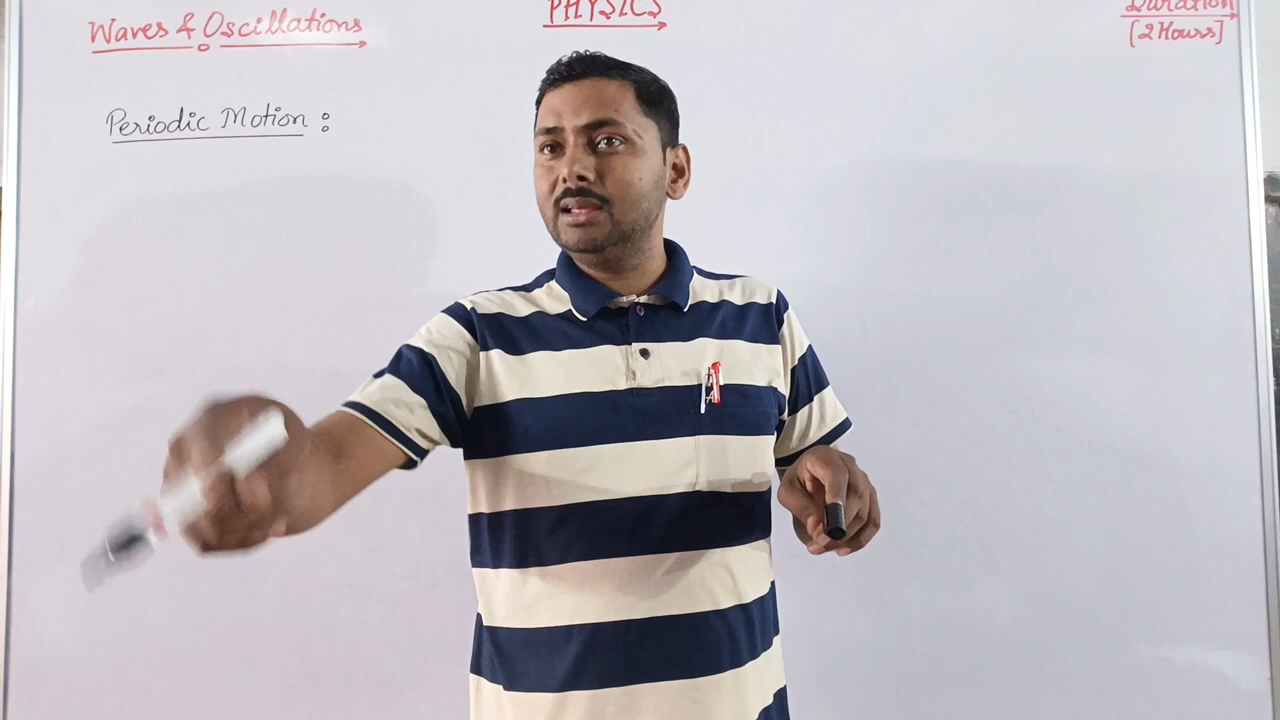 Waves & Oscillations
PHYSICS
Duration
[2 Hours]
Periodic Motion :